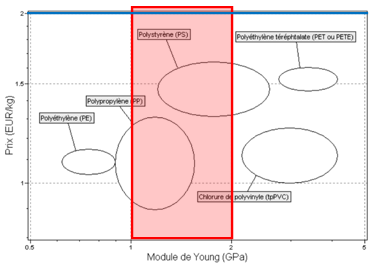 2
Polystyrène (PS)
Polyéthylène téréphtalate (PET ou PETE)
1.5
Polypropylène (PP)
Polyéthylène (PE)
Prix (EUR/kg)
1
Chlorure de polyvinyle (tpPVC)
0.5 1 2 5
Module de Young (GPa)